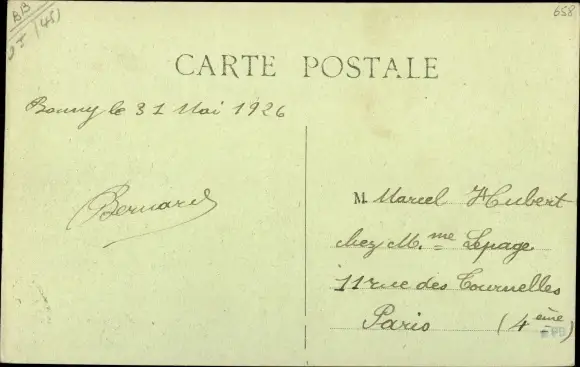 BB
(45)
658
CARTE POSTALE
Bonny le 31 Mai 1926
Bernard
M. Marcel Hubert
chez M.me Lepage
11 rue des Tournelles
Paris (4ème)